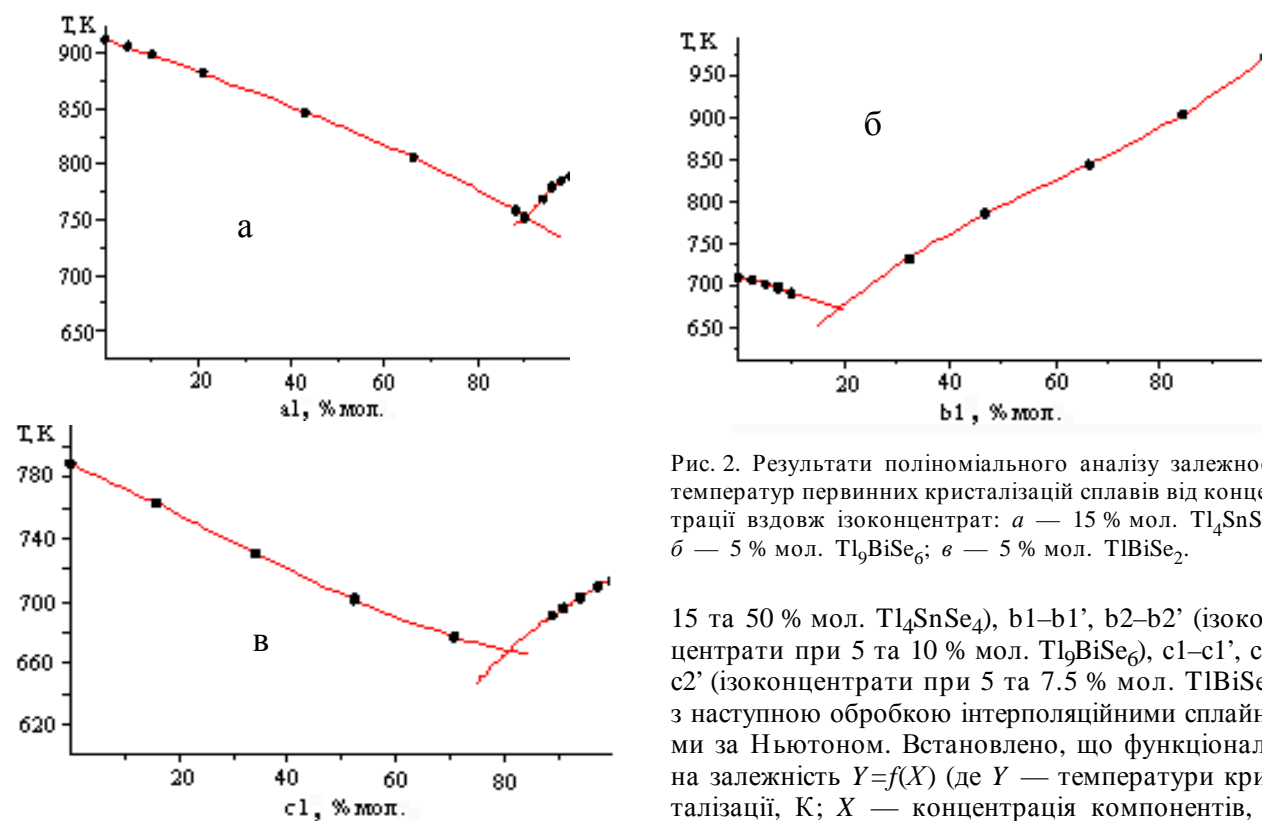 T,K
900
850
800
750
700
650
а
20 40 60 80
a1, % мол.
T,K
950
900
850
800
750
700
650
б
20 40 60 80
b1 , % мол.
T,K
780
740
700
660
620
в
20 40 60 80
c1, % мол.
Рис. 2. Результати поліноміального аналізу залежнос
температур первинних кристалізацій сплавів від конце
трації вздовж ізоконцентрат: а — 15 % мол. Tl₄SnS
б — 5 % мол. Tl₉BiSe₆; в — 5 % мол. TlBiSe₂.
15 та 50 % мол. Tl₄SnSe₄), b1–b1’, b2–b2’ (ізоко
центрати при 5 та 10 % мол. Tl₉BiSe₆), c1–c1’, c
c2’ (ізоконцентрати при 5 та 7.5 % мол. TlBiSe
з наступною обробкою інтерполяційними сплайн
ми за Ньютоном. Встановлено, що функціонал
на залежність Y=f(X) (де Y — температури кри
талізації, К; X — концентрація компонентів,